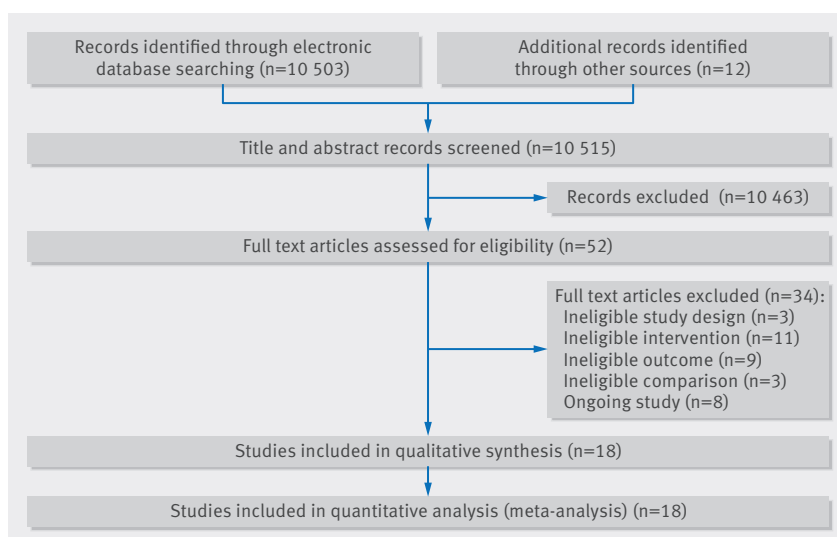 Records identified through electronic
database searching (n=10 503)
Additional records identified
through other sources (n=12)
Title and abstract records screened (n=10 515)
Records excluded (n=10 463)
Full text articles assessed for eligibility (n=52)
Full text articles excluded (n=34):
Ineligible study design (n=3)
Ineligible intervention (n=11)
Ineligible outcome (n=9)
Ineligible comparison (n=3)
Ongoing study (n=8)
Studies included in qualitative synthesis (n=18)
Studies included in quantitative analysis (meta-analysis) (n=18)